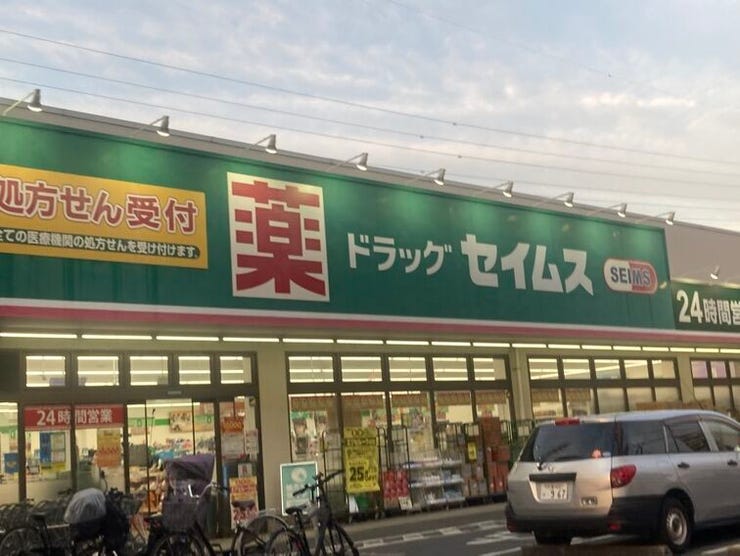 処方せん受付
全ての医療機関の処方せんを受け付けます。
薬
ドラッグ セイムス
SEIMS
24時間営
24時間営業